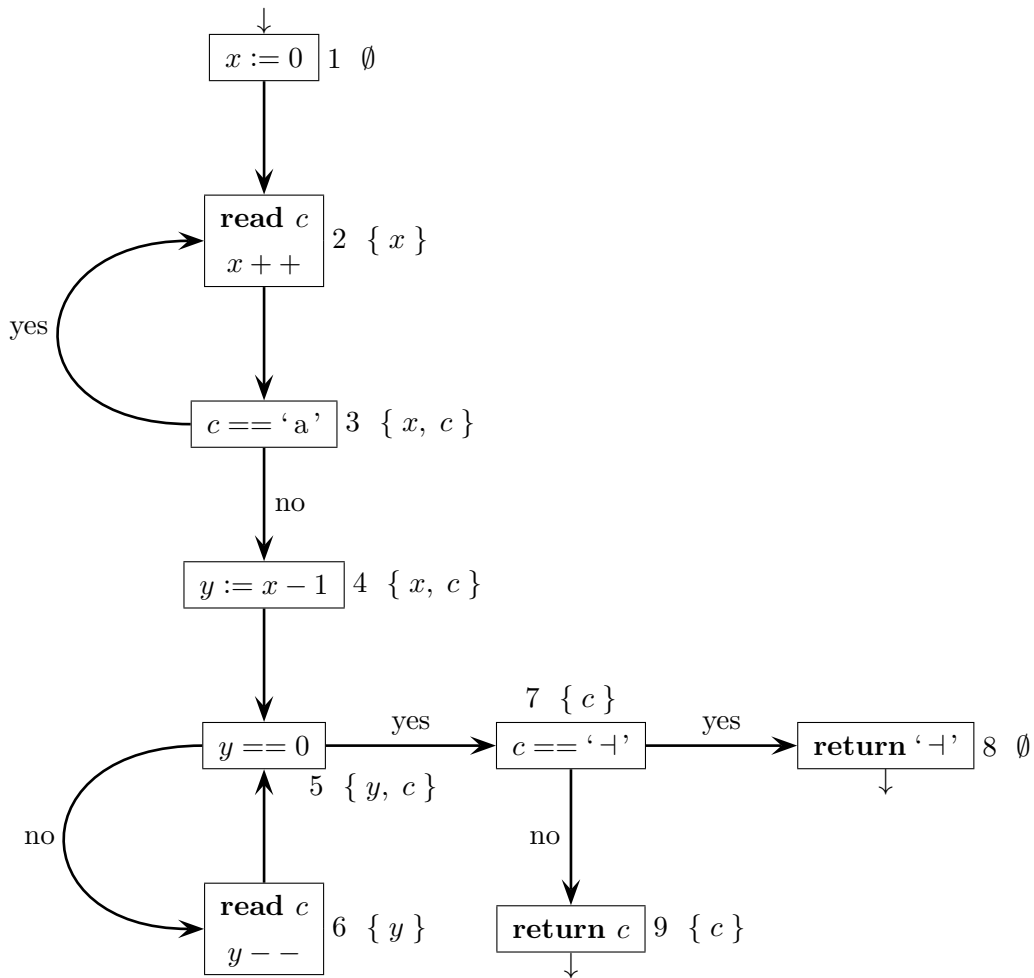 ↓
x := 0 1 ∅
read c
x + +
2 { x }
yes
c == ‘ a ’ 3 { x, c }
no
y := x − 1 4 { x, c }
7 { c }
y == 0 yes c == ‘ ⊣ ’ yes return ‘ ⊣ ’ 8 ∅
5 { y, c } ↓
no no
read c
y − −
6 { y }
return c 9 { c }
↓